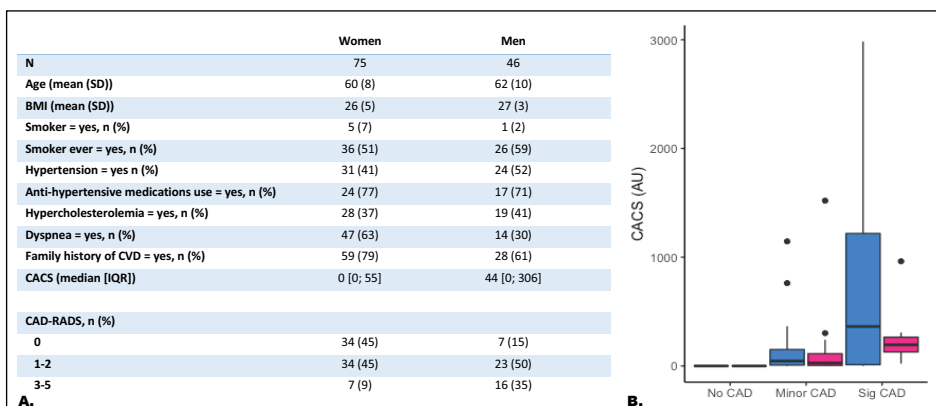 Women Men
N 75 46
Age (mean (SD)) 60 (8) 62 (10)
BMI (mean (SD)) 26 (5) 27 (3)
Smoker = yes, n (%) 5 (7) 1 (2)
Smoker ever = yes, n (%) 36 (51) 26 (59)
Hypertension = yes n (%) 31 (41) 24 (52)
Anti-hypertensive medications use = yes, n (%) 24 (77) 17 (71)
Hypercholesterolemia = yes, n (%) 28 (37) 19 (41)
Dyspnea = yes, n (%) 47 (63) 14 (30)
Family history of CVD = yes, n (%) 59 (79) 28 (61)
CACS (median [IQR]) 0 [0; 55] 44 [0; 306]
CAD-RADS, n (%)
0 34 (45) 7 (15)
1-2 34 (45) 23 (50)
3-5 7 (9) 16 (35)
A.
CACS (AU)
3000
2000
1000
0
No CAD Minor CAD Sig CAD
B.